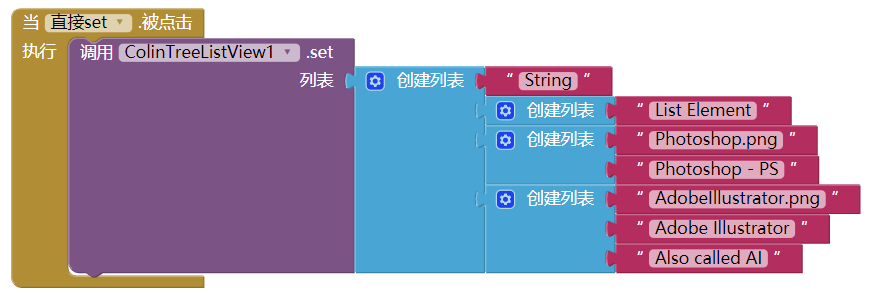 当 直接set .被点击
执行 调用 ColinTreeListView1 .set
列表 创建列表 “ String ”
创建列表 “ List Element ”
创建列表 “ Photoshop.png ”
“ Photoshop - PS ”
创建列表 “ AdobeIllustrator.png ”
“ Adobe Illustrator ”
“ Also called AI ”